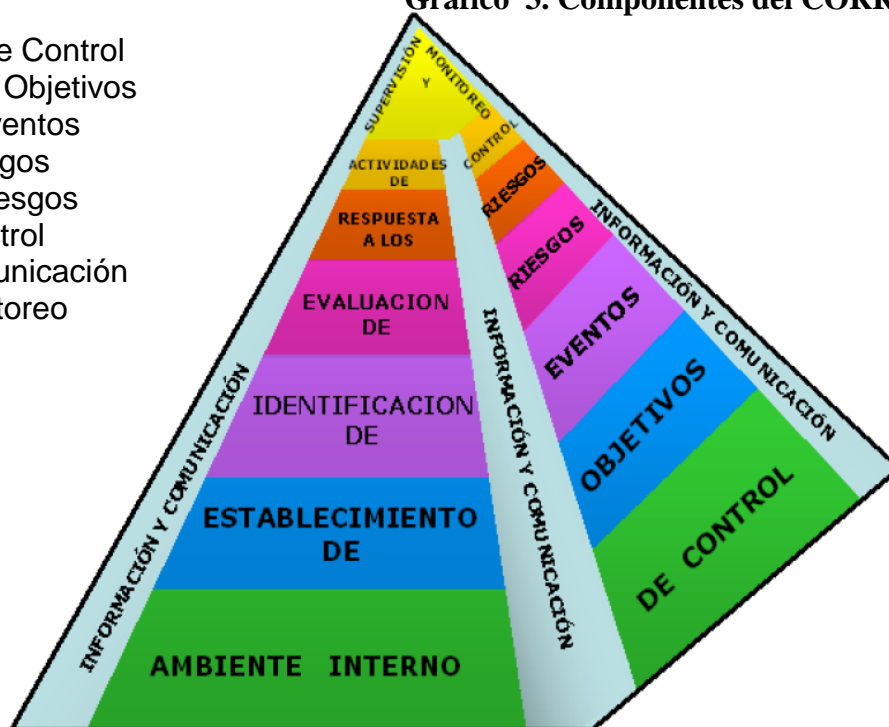 Gráfico 5. Componentes del
e Control
Objetivos
ventos
gos
esgos
trol
unicación
toreo
SUPERVISIÓN
Y
MONITOREO
ACTIVIDADES
DE
CONTROL
RESPUESTA
A LOS
RIESGOS
EVALUACION
DE
RIESGOS
IDENTIFICACION
DE
EVENTOS
ESTABLECIMIENTO
DE
OBJETIVOS
AMBIENTE INTERNO
DE CONTROL
INFORMACIÓN Y COMUNICACIÓN
INFORMACIÓN Y COMUNICACIÓN
INFORMACIÓN Y COMUNICACIÓN